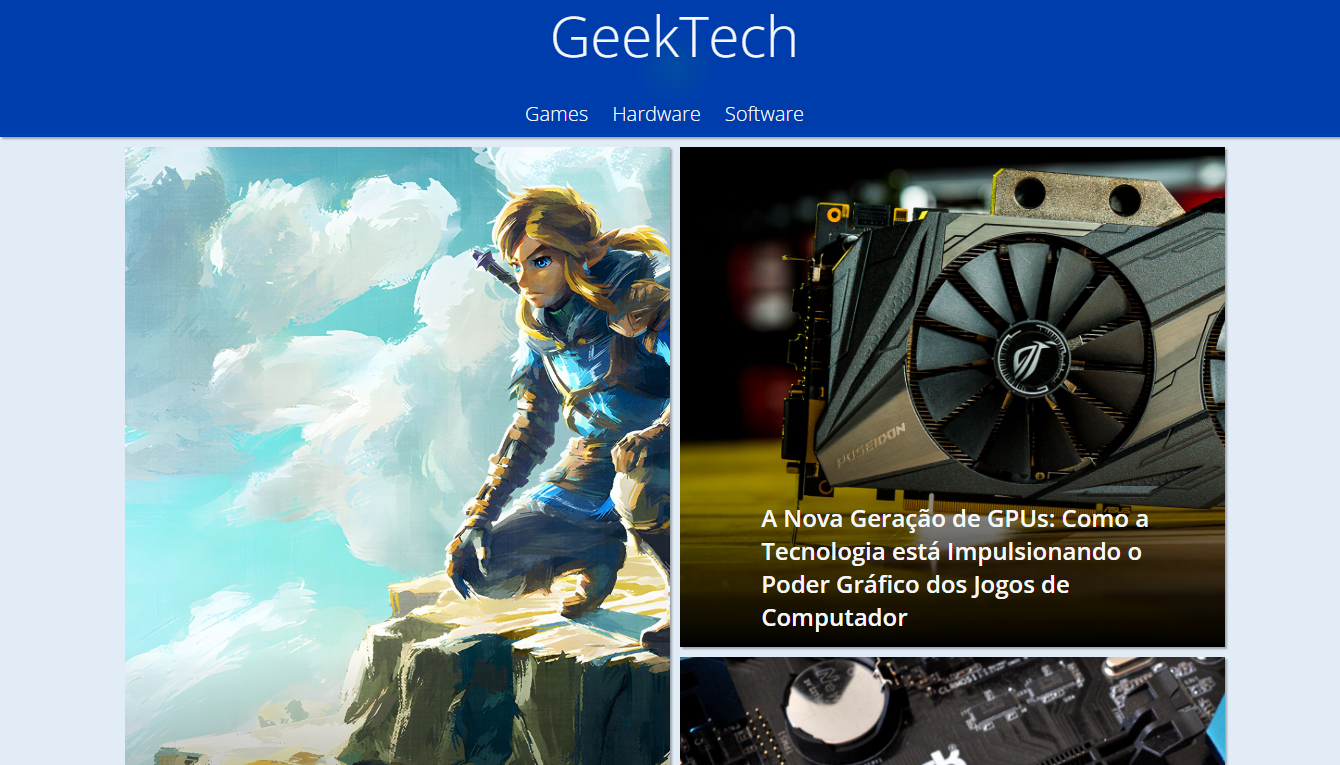 GeekTech
Games Hardware Software
POSEIDON
A Nova Geração de GPUs: Como a
Tecnologia está Impulsionando o
Poder Gráfico dos Jogos de
Computador